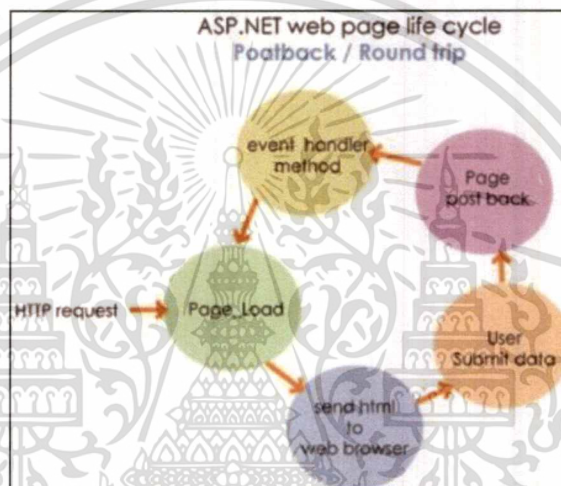 ASP.NET web page life cycle
Poatback / Round trip
event handler
method
Page
post back
HTTP request
Page_Load
User
Submit data
send html
to
web browser